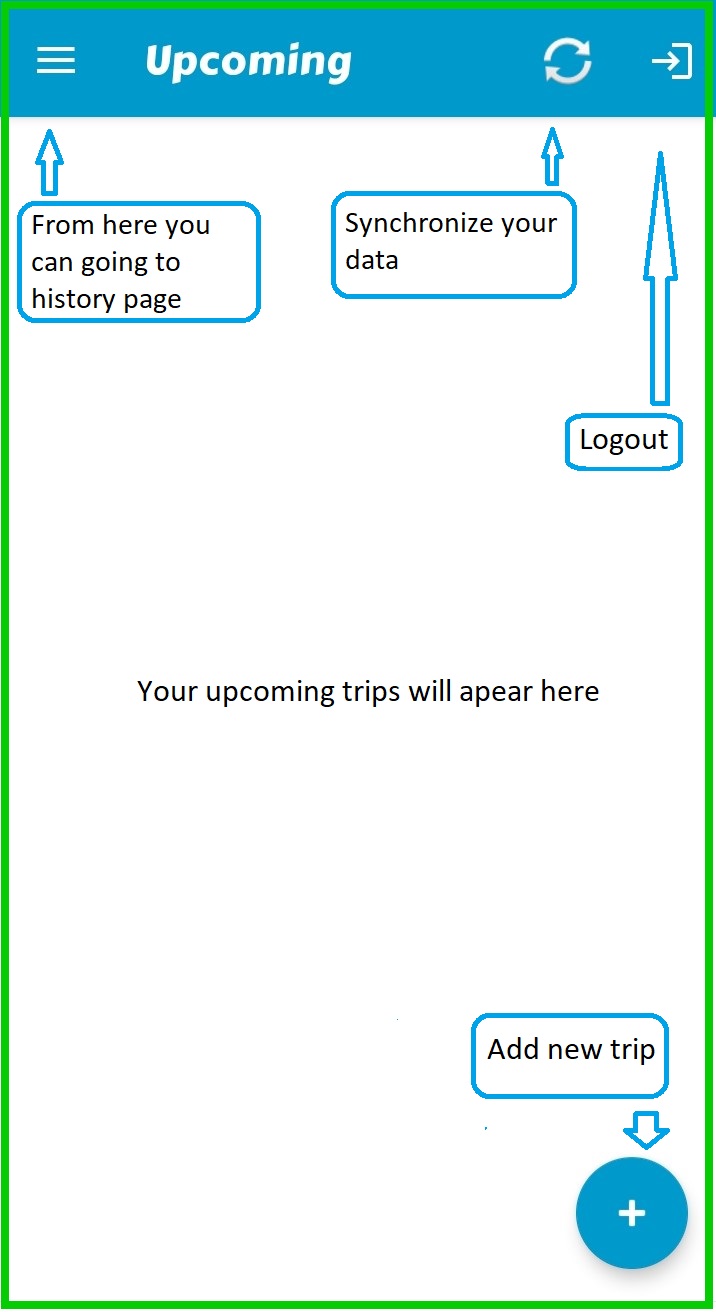 Upcoming
From here you
can going to
history page
Synchronize your
data
Logout
Your upcoming trips will apear here
Add new trip
+